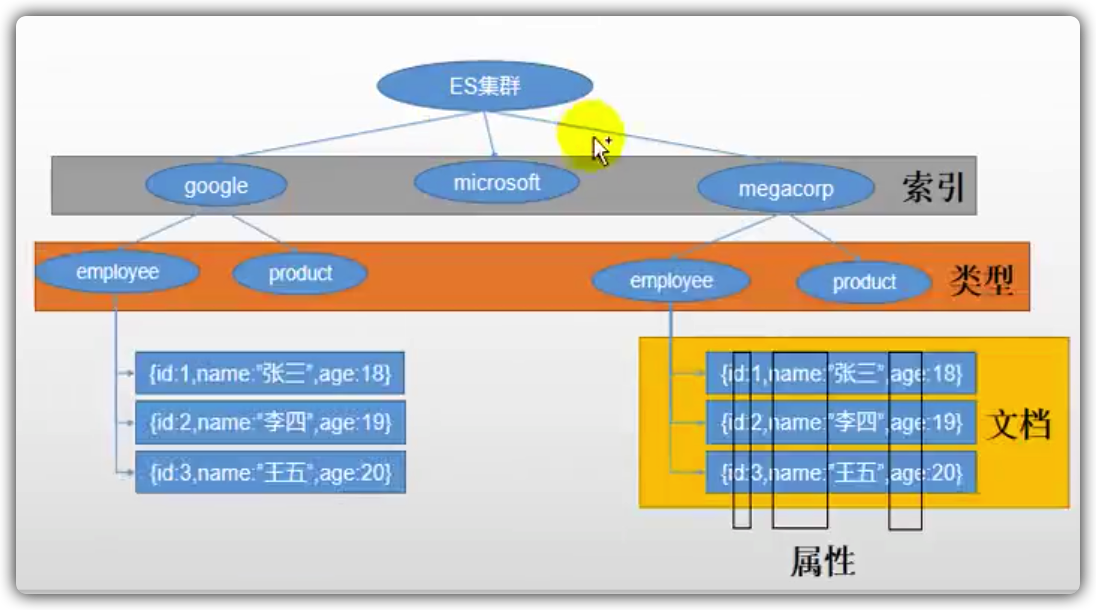 ES集群
google
microsoft
megacorp
索引
employee
product
employee
product
类型
{id:1,name:"张三",age:18}
{id:2,name:"李四",age:19}
{id:3,name:"王五",age:20}
{id:1,name:"张三",age:18}
{id:2,name:"李四",age:19}
{id:3,name:"王五",age:20}
文档
属性